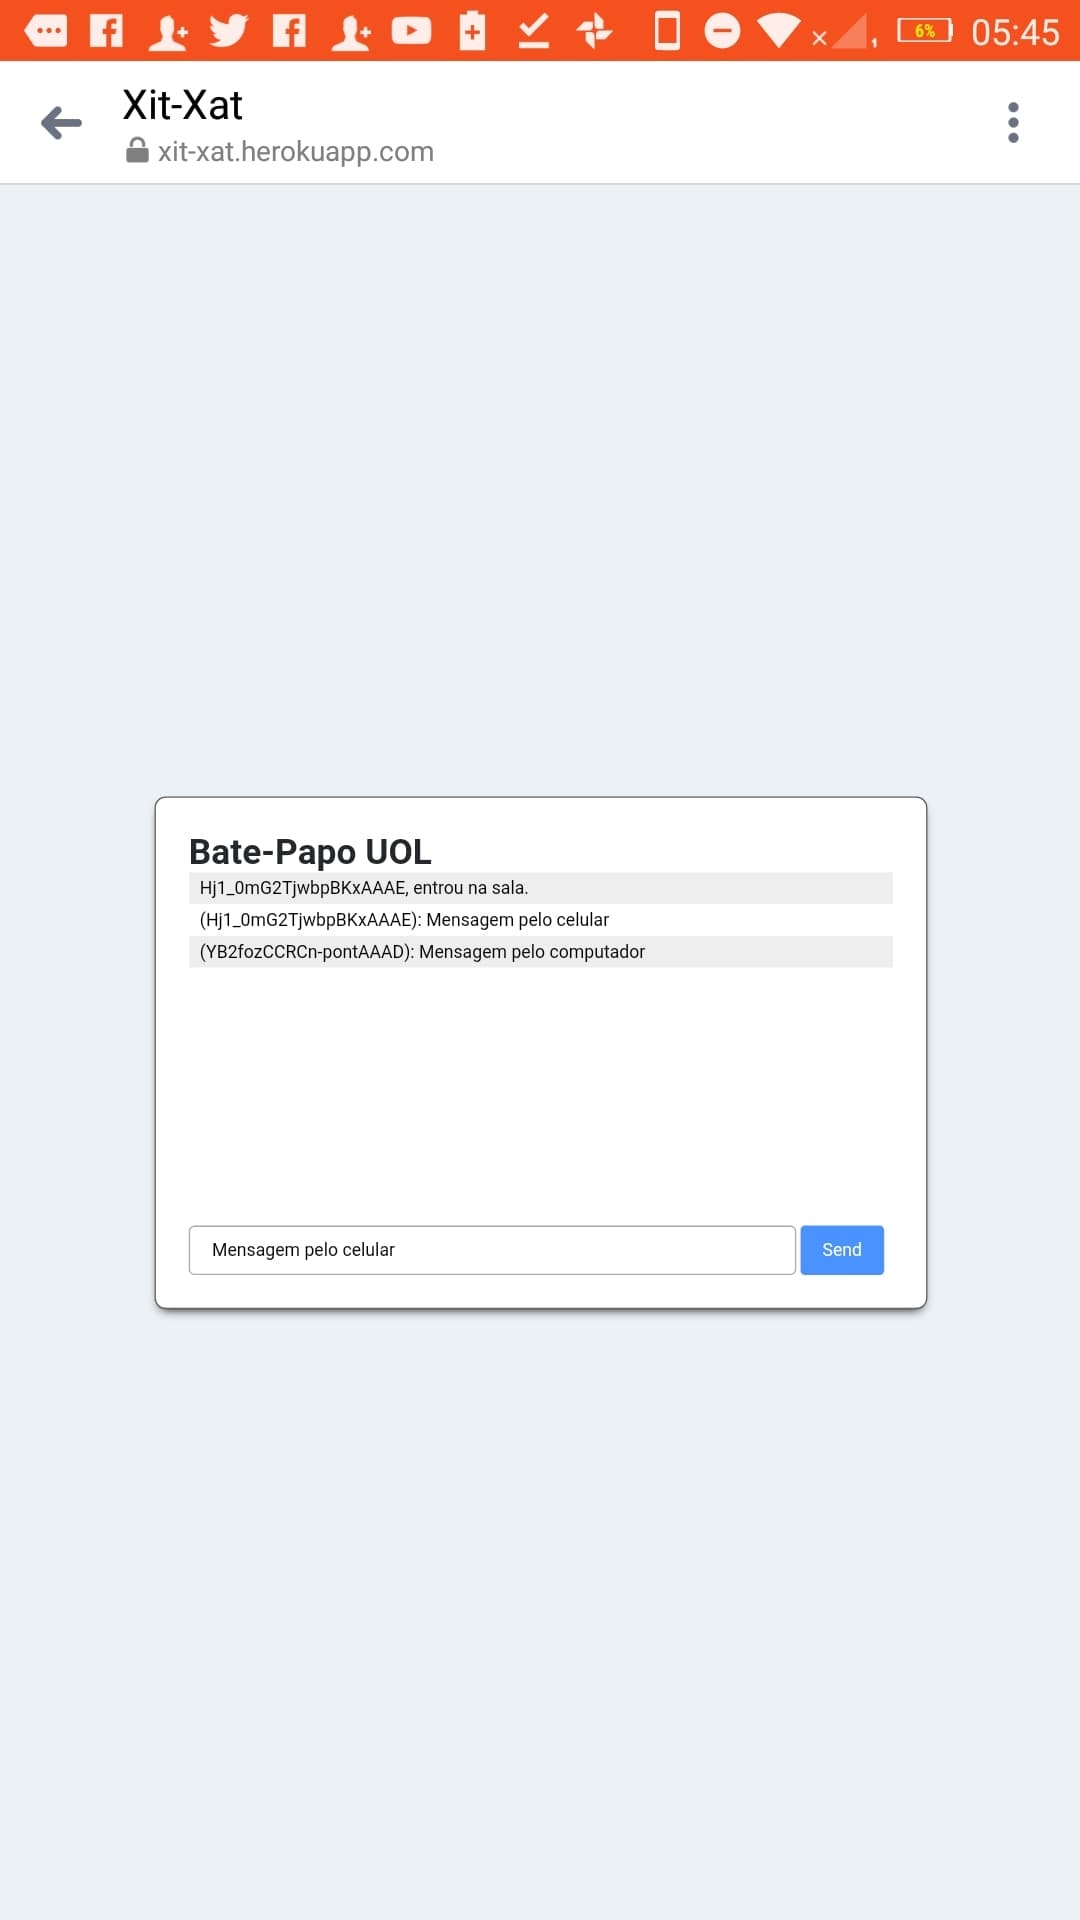 6%
05:45
Xit-Xat
xit-xat.herokuapp.com
Bate-Papo UOL
Hj1_0mG2TjwbpBKxAAAE, entrou na sala.
(Hj1_0mG2TjwbpBKxAAAE): Mensagem pelo celular
(YB2fozCCRCn-pontAAAD): Mensagem pelo computador
Mensagem pelo celular
Send